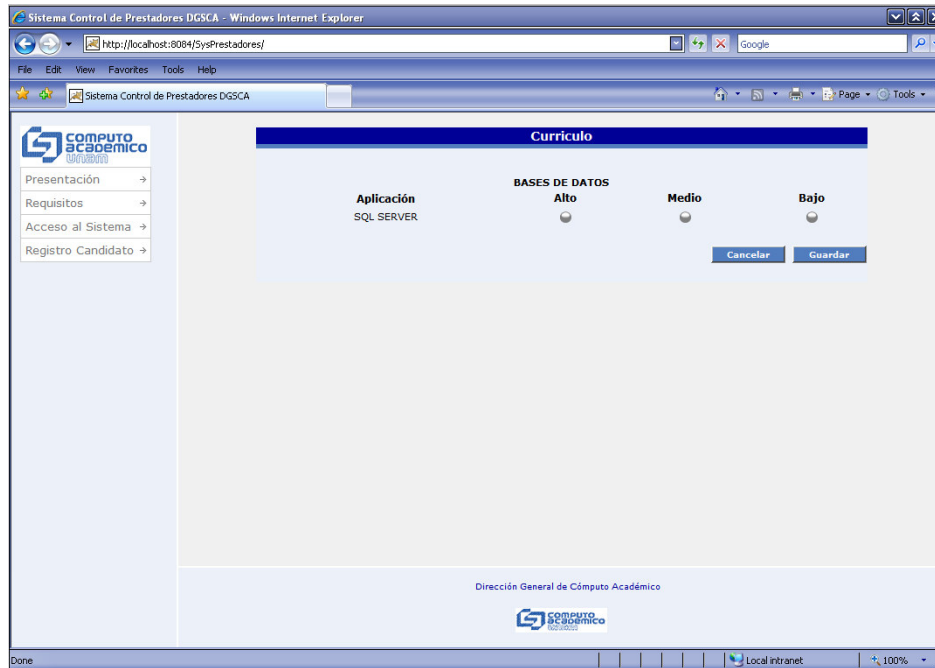 Sistema Control de Prestadores DGSCA - Windows Internet Explorer
http://localhost:8084/SysPrestadores/
Google
File Edit View Favorites Tools Help
Sistema Control de Prestadores DGSCA
Page Tools
COMPUTO
academico
unam
Presentación
Requisitos
Acceso al Sistema
Registro Candidato
Curriculo
BASES DE DATOS
Aplicación Alto Medio Bajo
SQL SERVER
Cancelar Guardar
Dirección General de Cómputo Académico
COMPUTO
academico
unam
Done Local intranet 100%